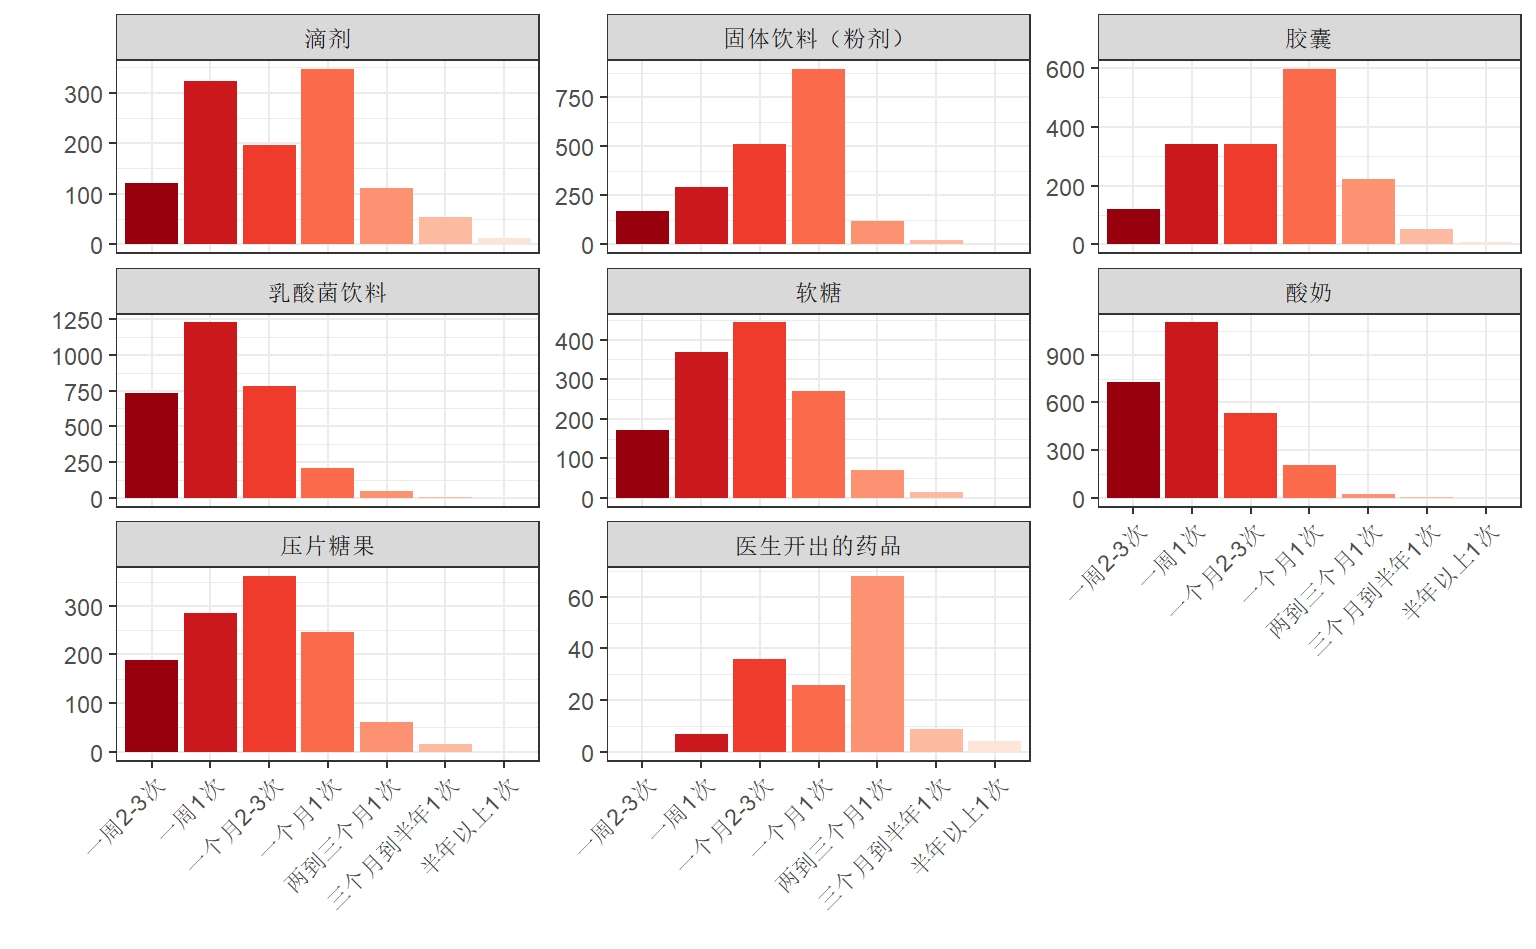 滴剂
固体饮料（粉剂）
胶囊
300
200
100
0
750
500
250
0
600
400
200
0
乳酸菌饮料
软糖
酸奶
1250
1000
750
500
250
0
400
300
200
100
0
900
600
300
0
一周2-3次
一周1次
一个月2-3次
一个月1次
两到三个月1次
三个月到半年1次
半年以上1次
压片糖果
医生开出的药品
300
200
100
0
60
40
20
0
一周2-3次
一周1次
一个月2-3次
一个月1次
两到三个月1次
三个月到半年1次
半年以上1次
一周2-3次
一周1次
一个月2-3次
一个月1次
两到三个月1次
三个月到半年1次
半年以上1次